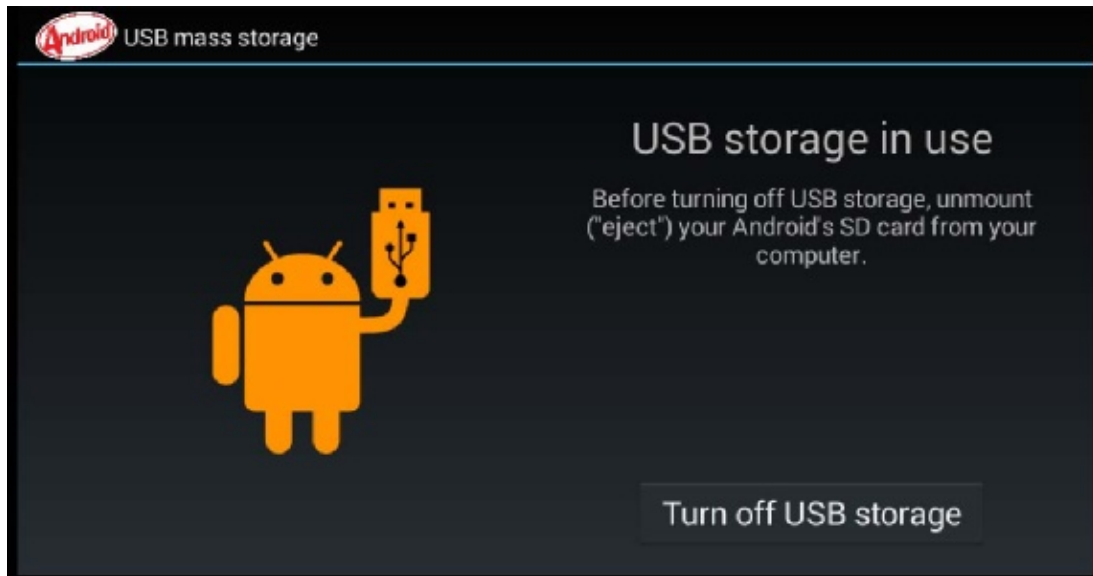 Android USB mass storage
USB storage in use
Before turning off USB storage, unmount
("eject") your Android's SD card from your
computer.
Turn off USB storage